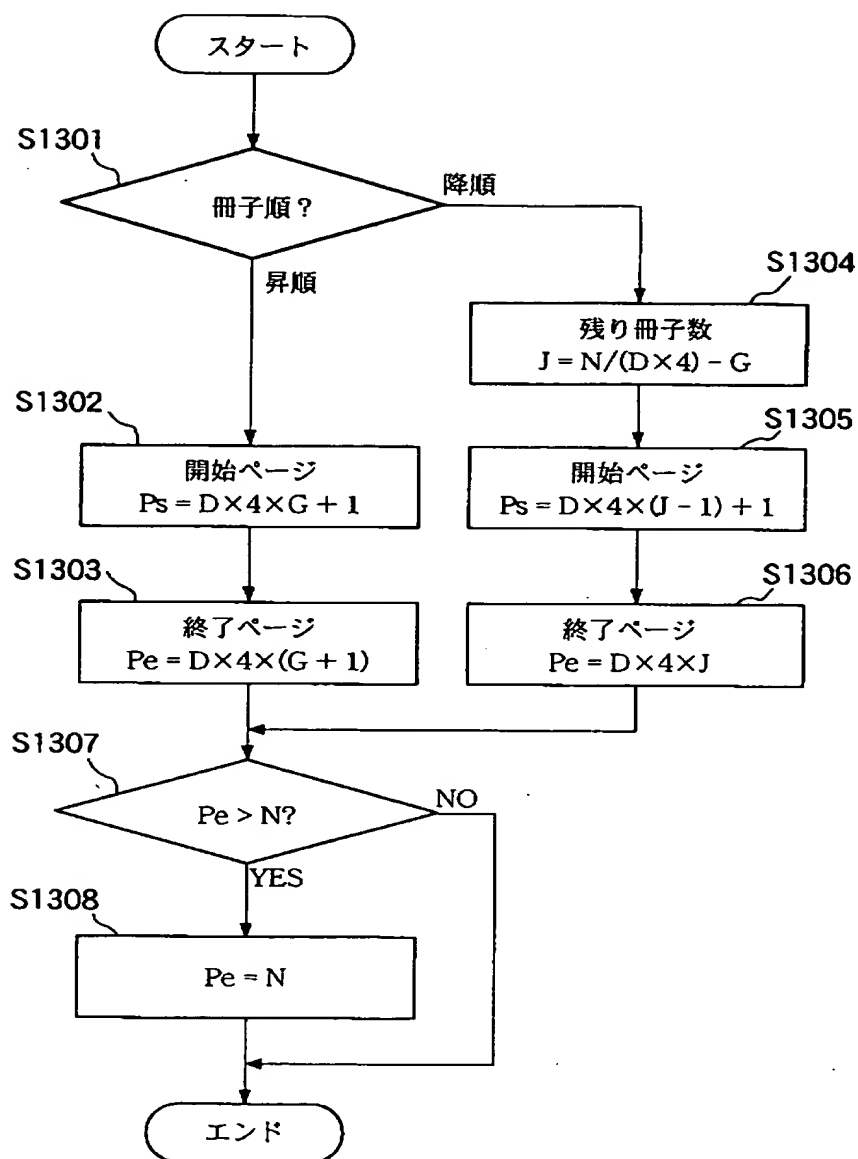 スタート
S1301
冊子順？
降順
昇順
S1304
残り冊子数
J = N/(D×4) - G
S1302
開始ページ
Ps = D×4×G + 1
S1305
開始ページ
Ps = D×4×(J - 1) + 1
S1303
終了ページ
Pe = D×4×(G + 1)
S1306
終了ページ
Pe = D×4×J
S1307
Pe > N?
NO
YES
S1308
Pe = N
エンド